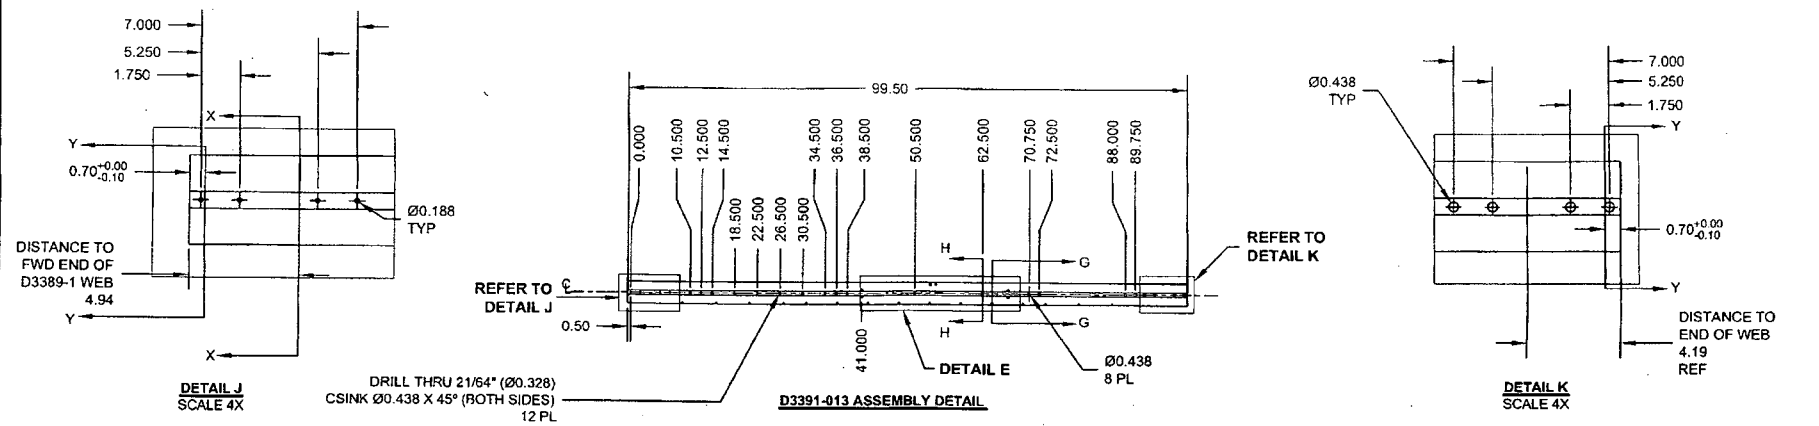 7.000
5.250
1.750
X
Y
0.70 +0.00 -0.10
Ø0.188
TYP
DISTANCE TO
FWD END OF
D3389-1 WEB
4.94
Y
X
DETAIL J
SCALE 4X
99.50
0.000
10.500
12.500
14.500
18.500
22.500
26.500
30.500
34.500
36.500
38.500
50.500
62.500
70.750
72.500
88.000
89.750
H
G
REFER TO
DETAIL K
REFER TO
DETAIL J
℄
0.50
H
G
41.000
DETAIL E
Ø0.438
8 PL
DRILL THRU 21/64" (Ø0.328)
CSINK Ø0.438 X 45° (BOTH SIDES)
12 PL
D3391-013 ASSEMBLY DETAIL
7.000
5.250
1.750
Ø0.438
TYP
Y
0.70 +0.00 -0.10
Y
DISTANCE TO
END OF WEB
4.19
REF
DETAIL K
SCALE 4X